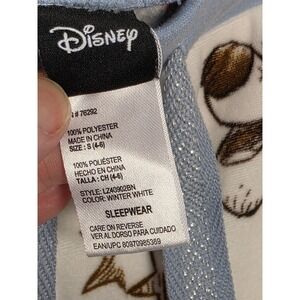 Disney
# 76292
100% POLYESTER
MADE IN CHINA
SIZE : S (4-6)
100% POLIÉSTER
HECHO EN CHINA
TALLA : CH (4-6)
STYLE: LZ40902BN
COLOR: WINTER WHITE
SLEEPWEAR
CARE ON REVERSE
VER AL DORSO PARA CUIDADO
EAN/UPC 80970985369